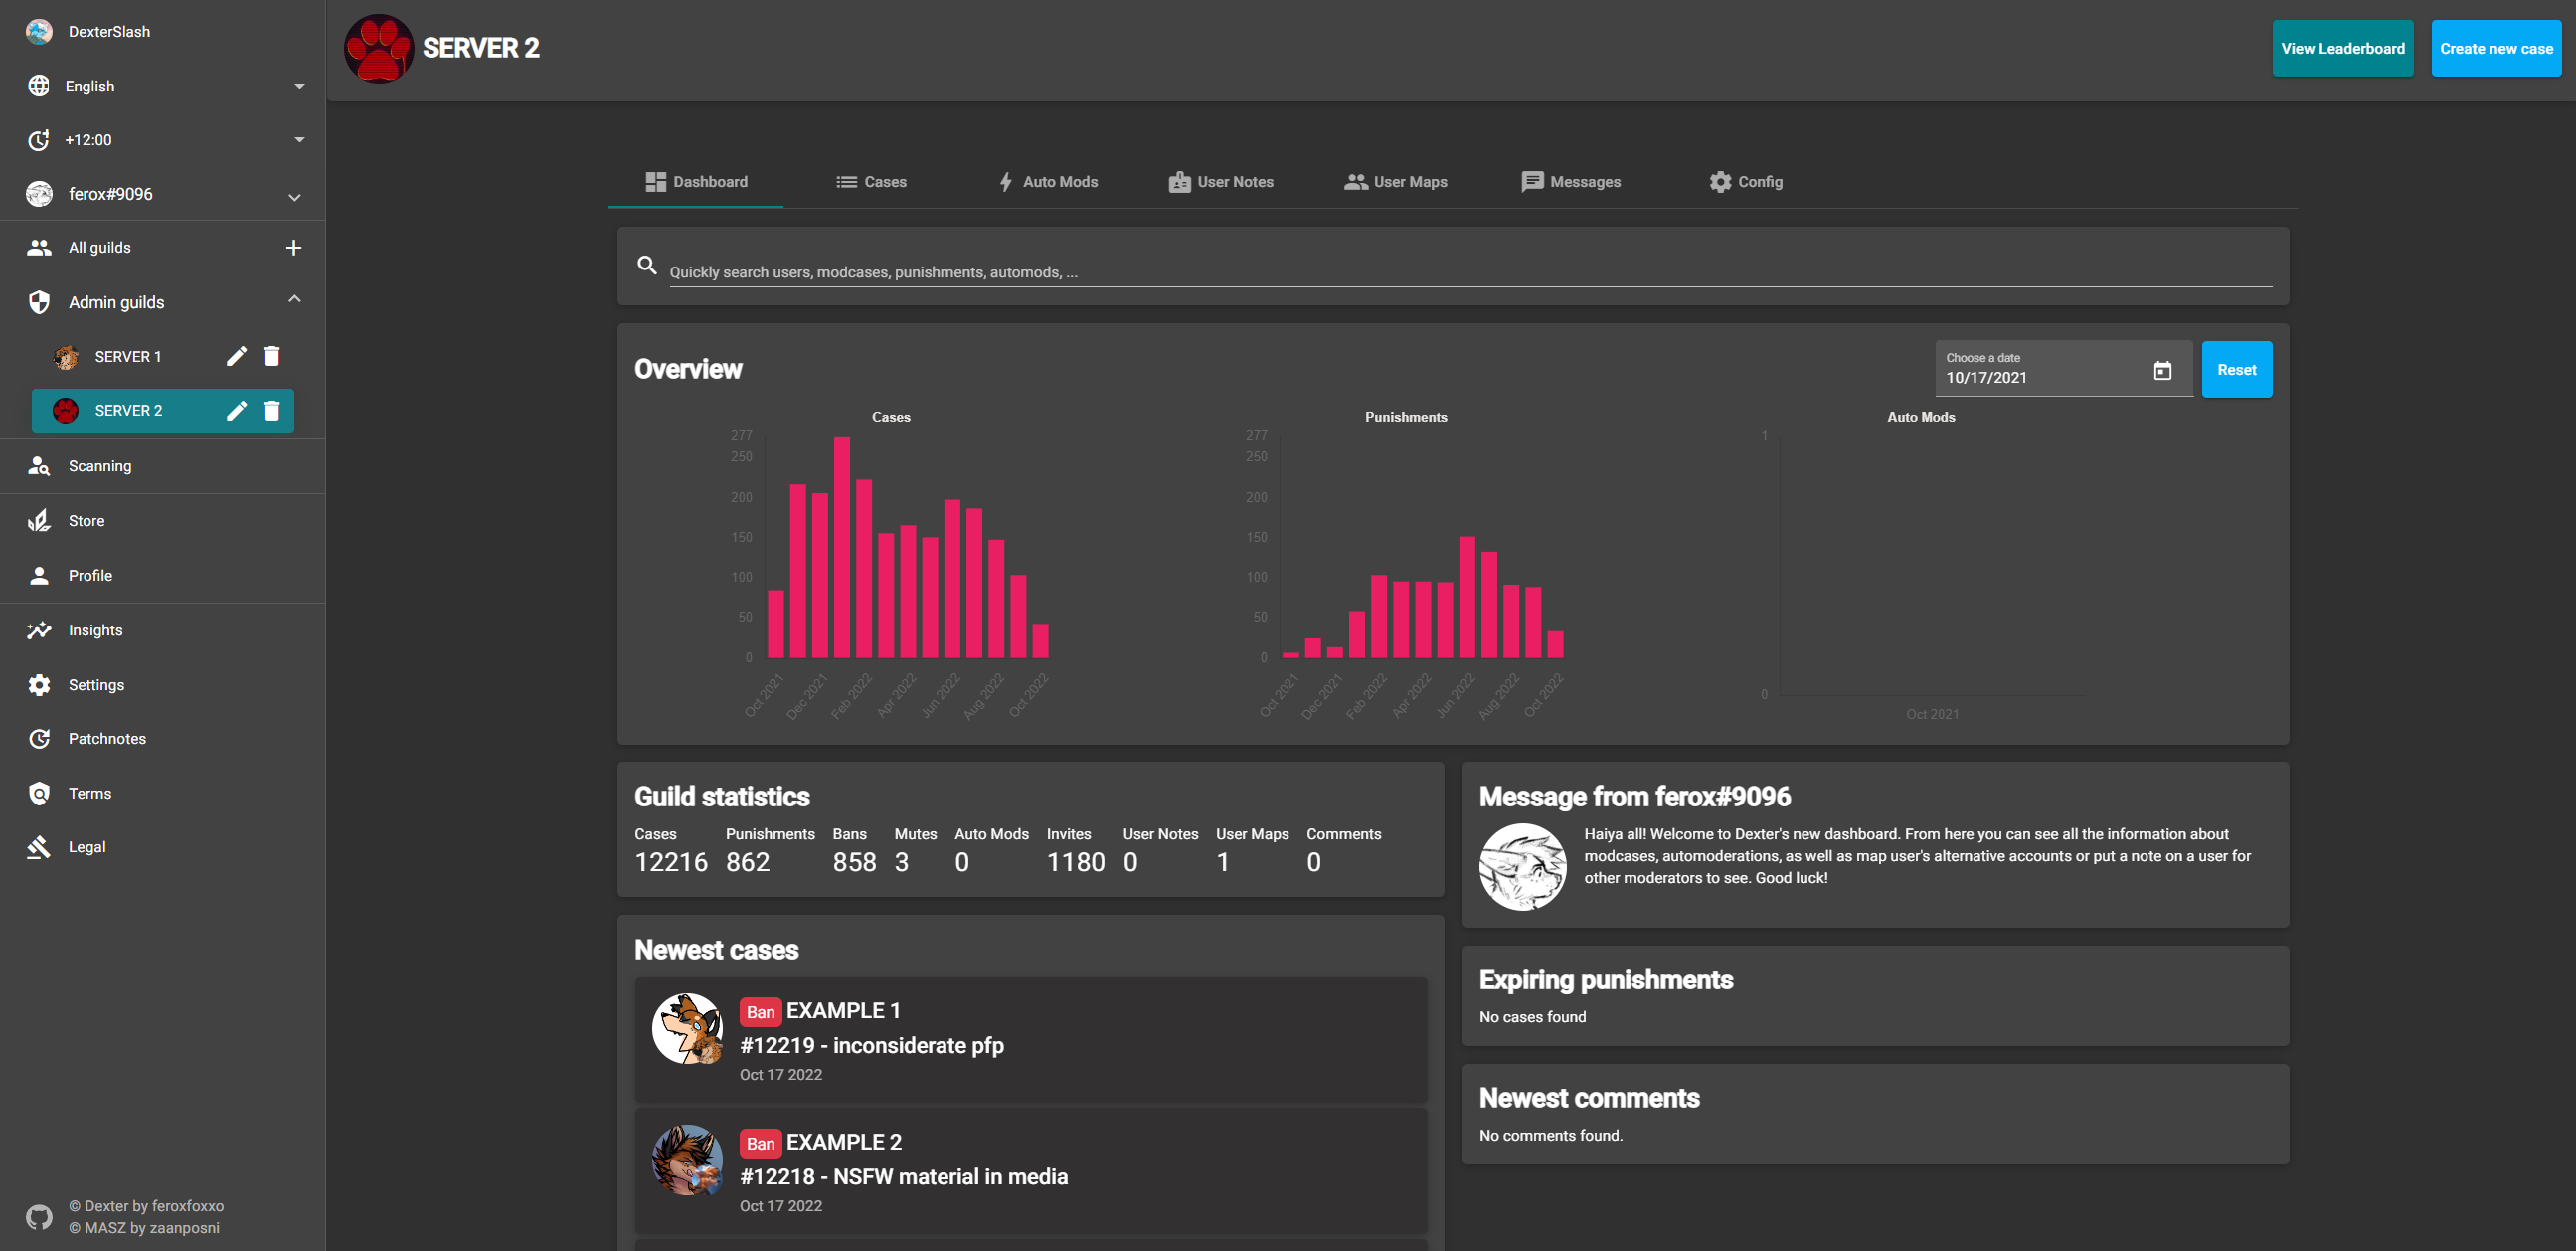 DexterSlash
English
+12:00
ferox#9096
All guilds
Admin guilds
SERVER 1
SERVER 2
Scanning
Store
Profile
Insights
Settings
Patchnotes
Terms
Legal
© Dexter by feroxfoxxo
© MASZ by zaanposni
SERVER 2
View Leaderboard
Create new case
Dashboard
Cases
Auto Mods
User Notes
User Maps
Messages
Config
Quickly search users, modcases, punishments, automods, ...
Overview
Choose a date
10/17/2021
Reset
Cases
277
250
200
150
100
50
0
Oct 2021
Dec 2021
Feb 2022
Apr 2022
Jun 2022
Aug 2022
Oct 2022
Punishments
277
250
200
150
100
50
0
Oct 2021
Dec 2021
Feb 2022
Apr 2022
Jun 2022
Aug 2022
Oct 2022
Auto Mods
1
0
Oct 2021
Guild statistics
Cases Punishments Bans Mutes Auto Mods Invites User Notes User Maps Comments
12216 862 858 3 0 1180 0 1 0
Newest cases
Ban EXAMPLE 1
#12219 - inconsiderate pfp
Oct 17 2022
Ban EXAMPLE 2
#12218 - NSFW material in media
Oct 17 2022
Message from ferox#9096
Haiya all! Welcome to Dexter's new dashboard. From here you can see all the information about
modcases, automoderations, as well as map user's alternative accounts or put a note on a user for
other moderators to see. Good luck!
Expiring punishments
No cases found
Newest comments
No comments found.